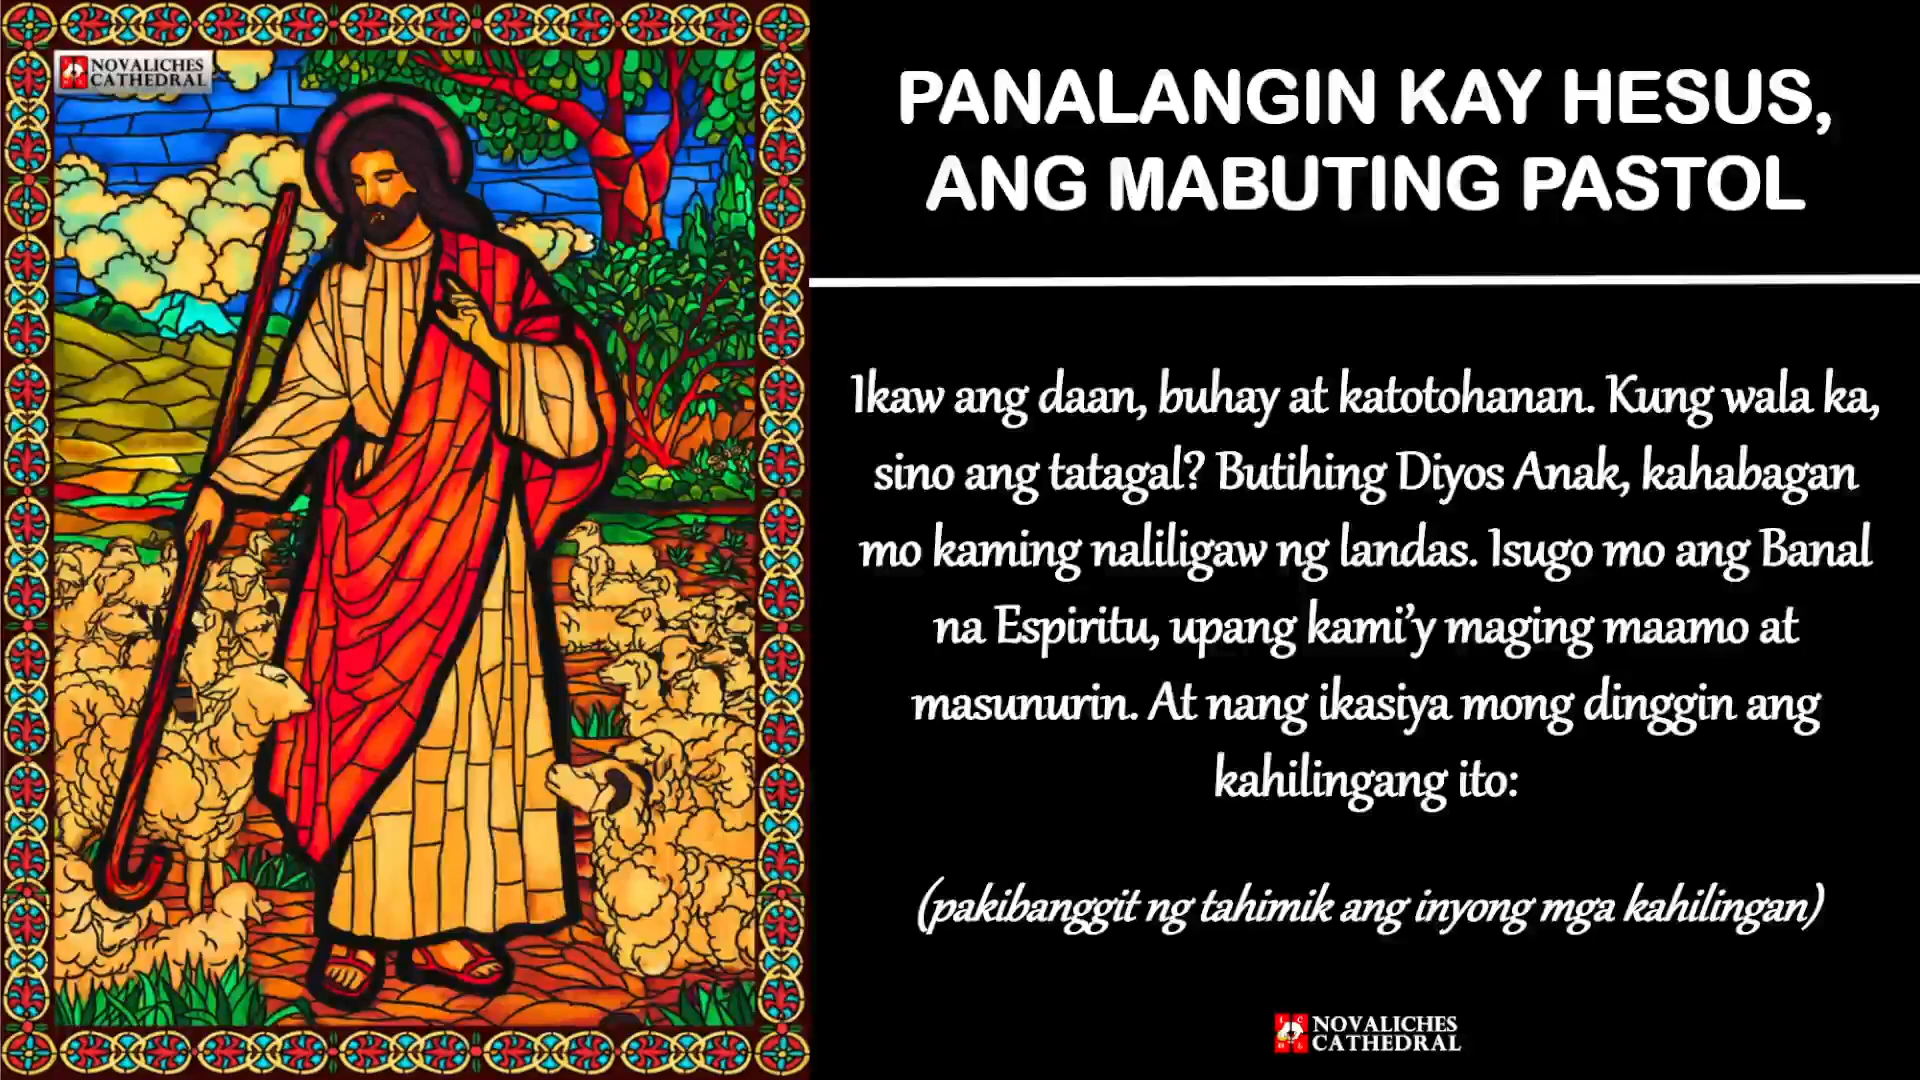 NOVALICHES
CATHEDRAL
PANALANGIN KAY HESUS,
ANG MABUTING PASTOL
Ikaw ang daan, buhay at katotohanan. Kung wala ka,
sino ang tatagal? Butihing Diyos Anak, kahabagan
mo kaming naliligaw ng landas. Isugo mo ang Banal
na Espiritu, upang kami’y maging maamo at
masunurin. At nang ikasiya mong dinggin ang
kahilingang ito:
(pakibanggit ng tahimik ang inyong mga kahilingan)
NOVALICHES
CATHEDRAL